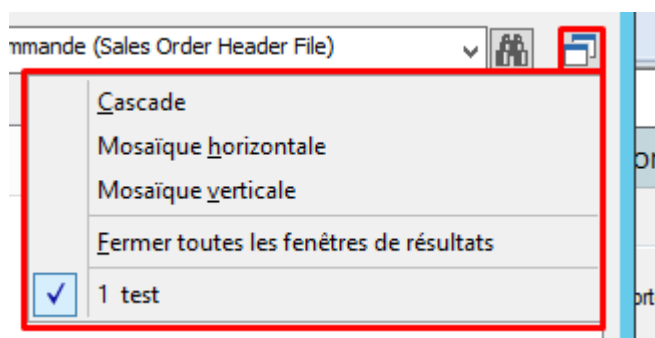 mmande (Sales Order Header File)
Cascade
Mosaïque horizontale
Mosaïque verticale
Fermer toutes les fenêtres de résultats
1 test